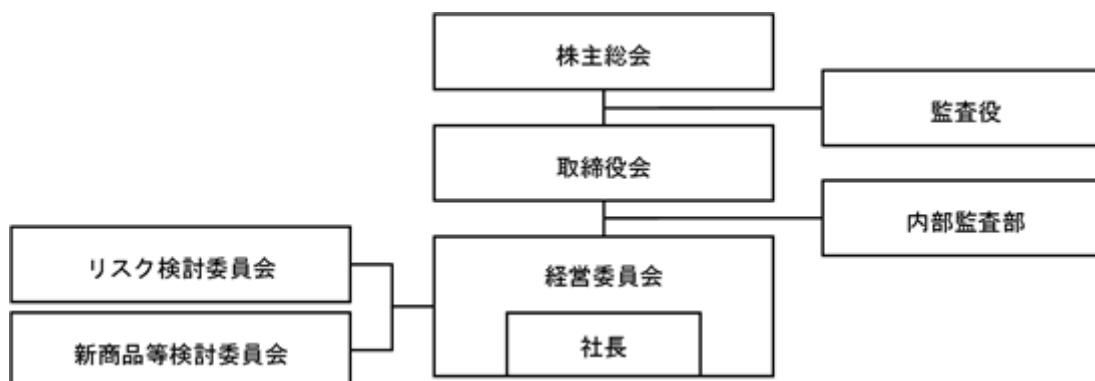 株主総会
監査役
取締役会
内部監査部
リスク検討委員会
経営委員会
新商品等検討委員会
社長